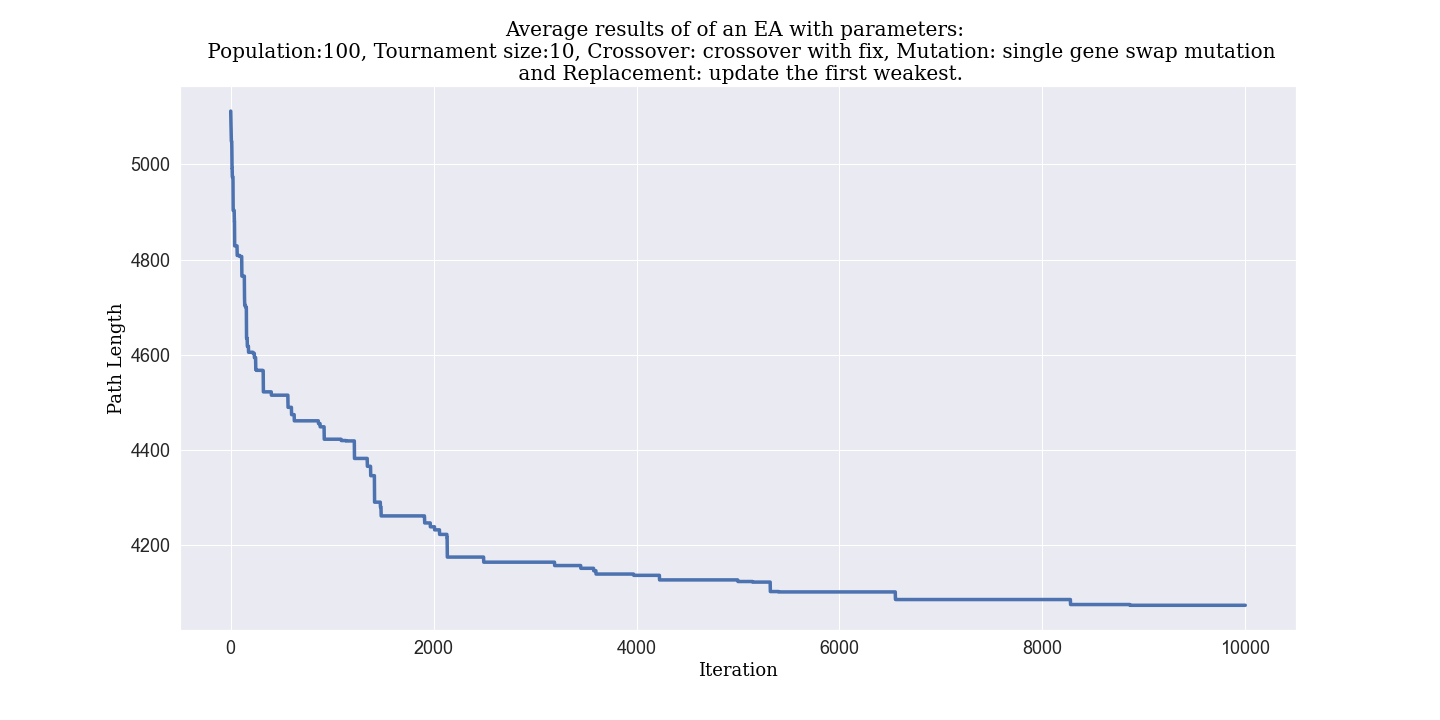 Average results of of an EA with parameters:
Population:100, Tournament size:10, Crossover: crossover with fix, Mutation: single gene swap mutation
and Replacement: update the first weakest.
5000
4800
4600
4400
4200
Path Length
0 2000 4000 6000 8000 10000
Iteration